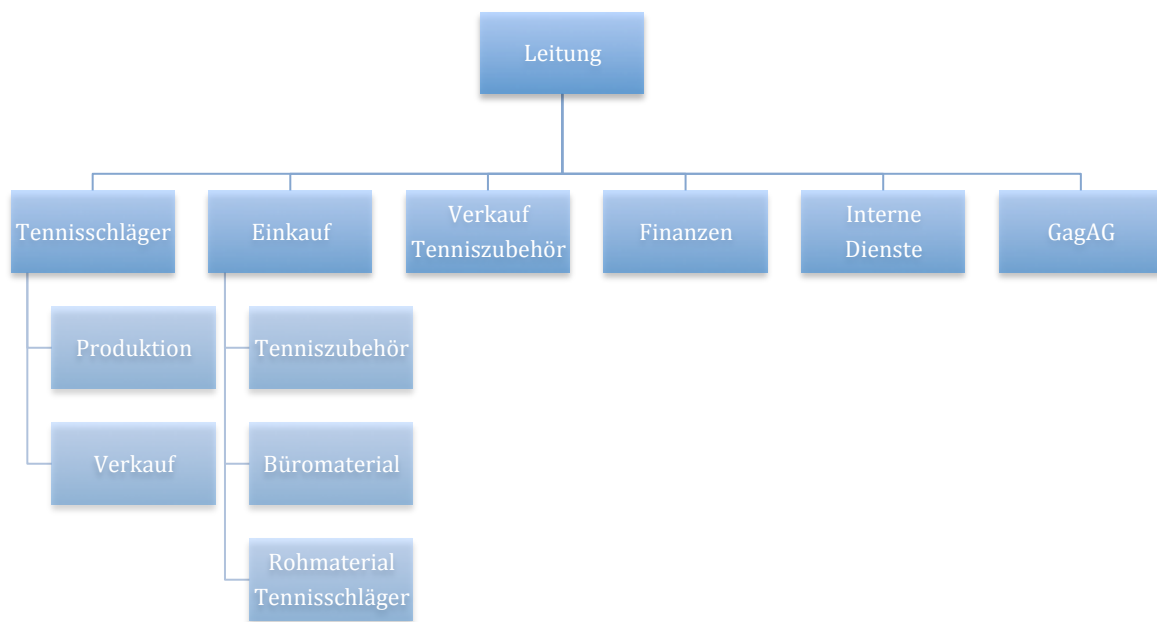 Leitung
Tennisschläger
Einkauf
Verkauf
Tenniszubehör
Finanzen
Interne
Dienste
GagAG
Produktion
Verkauf
Tenniszubehör
Büromaterial
Rohmaterial
Tennisschläger